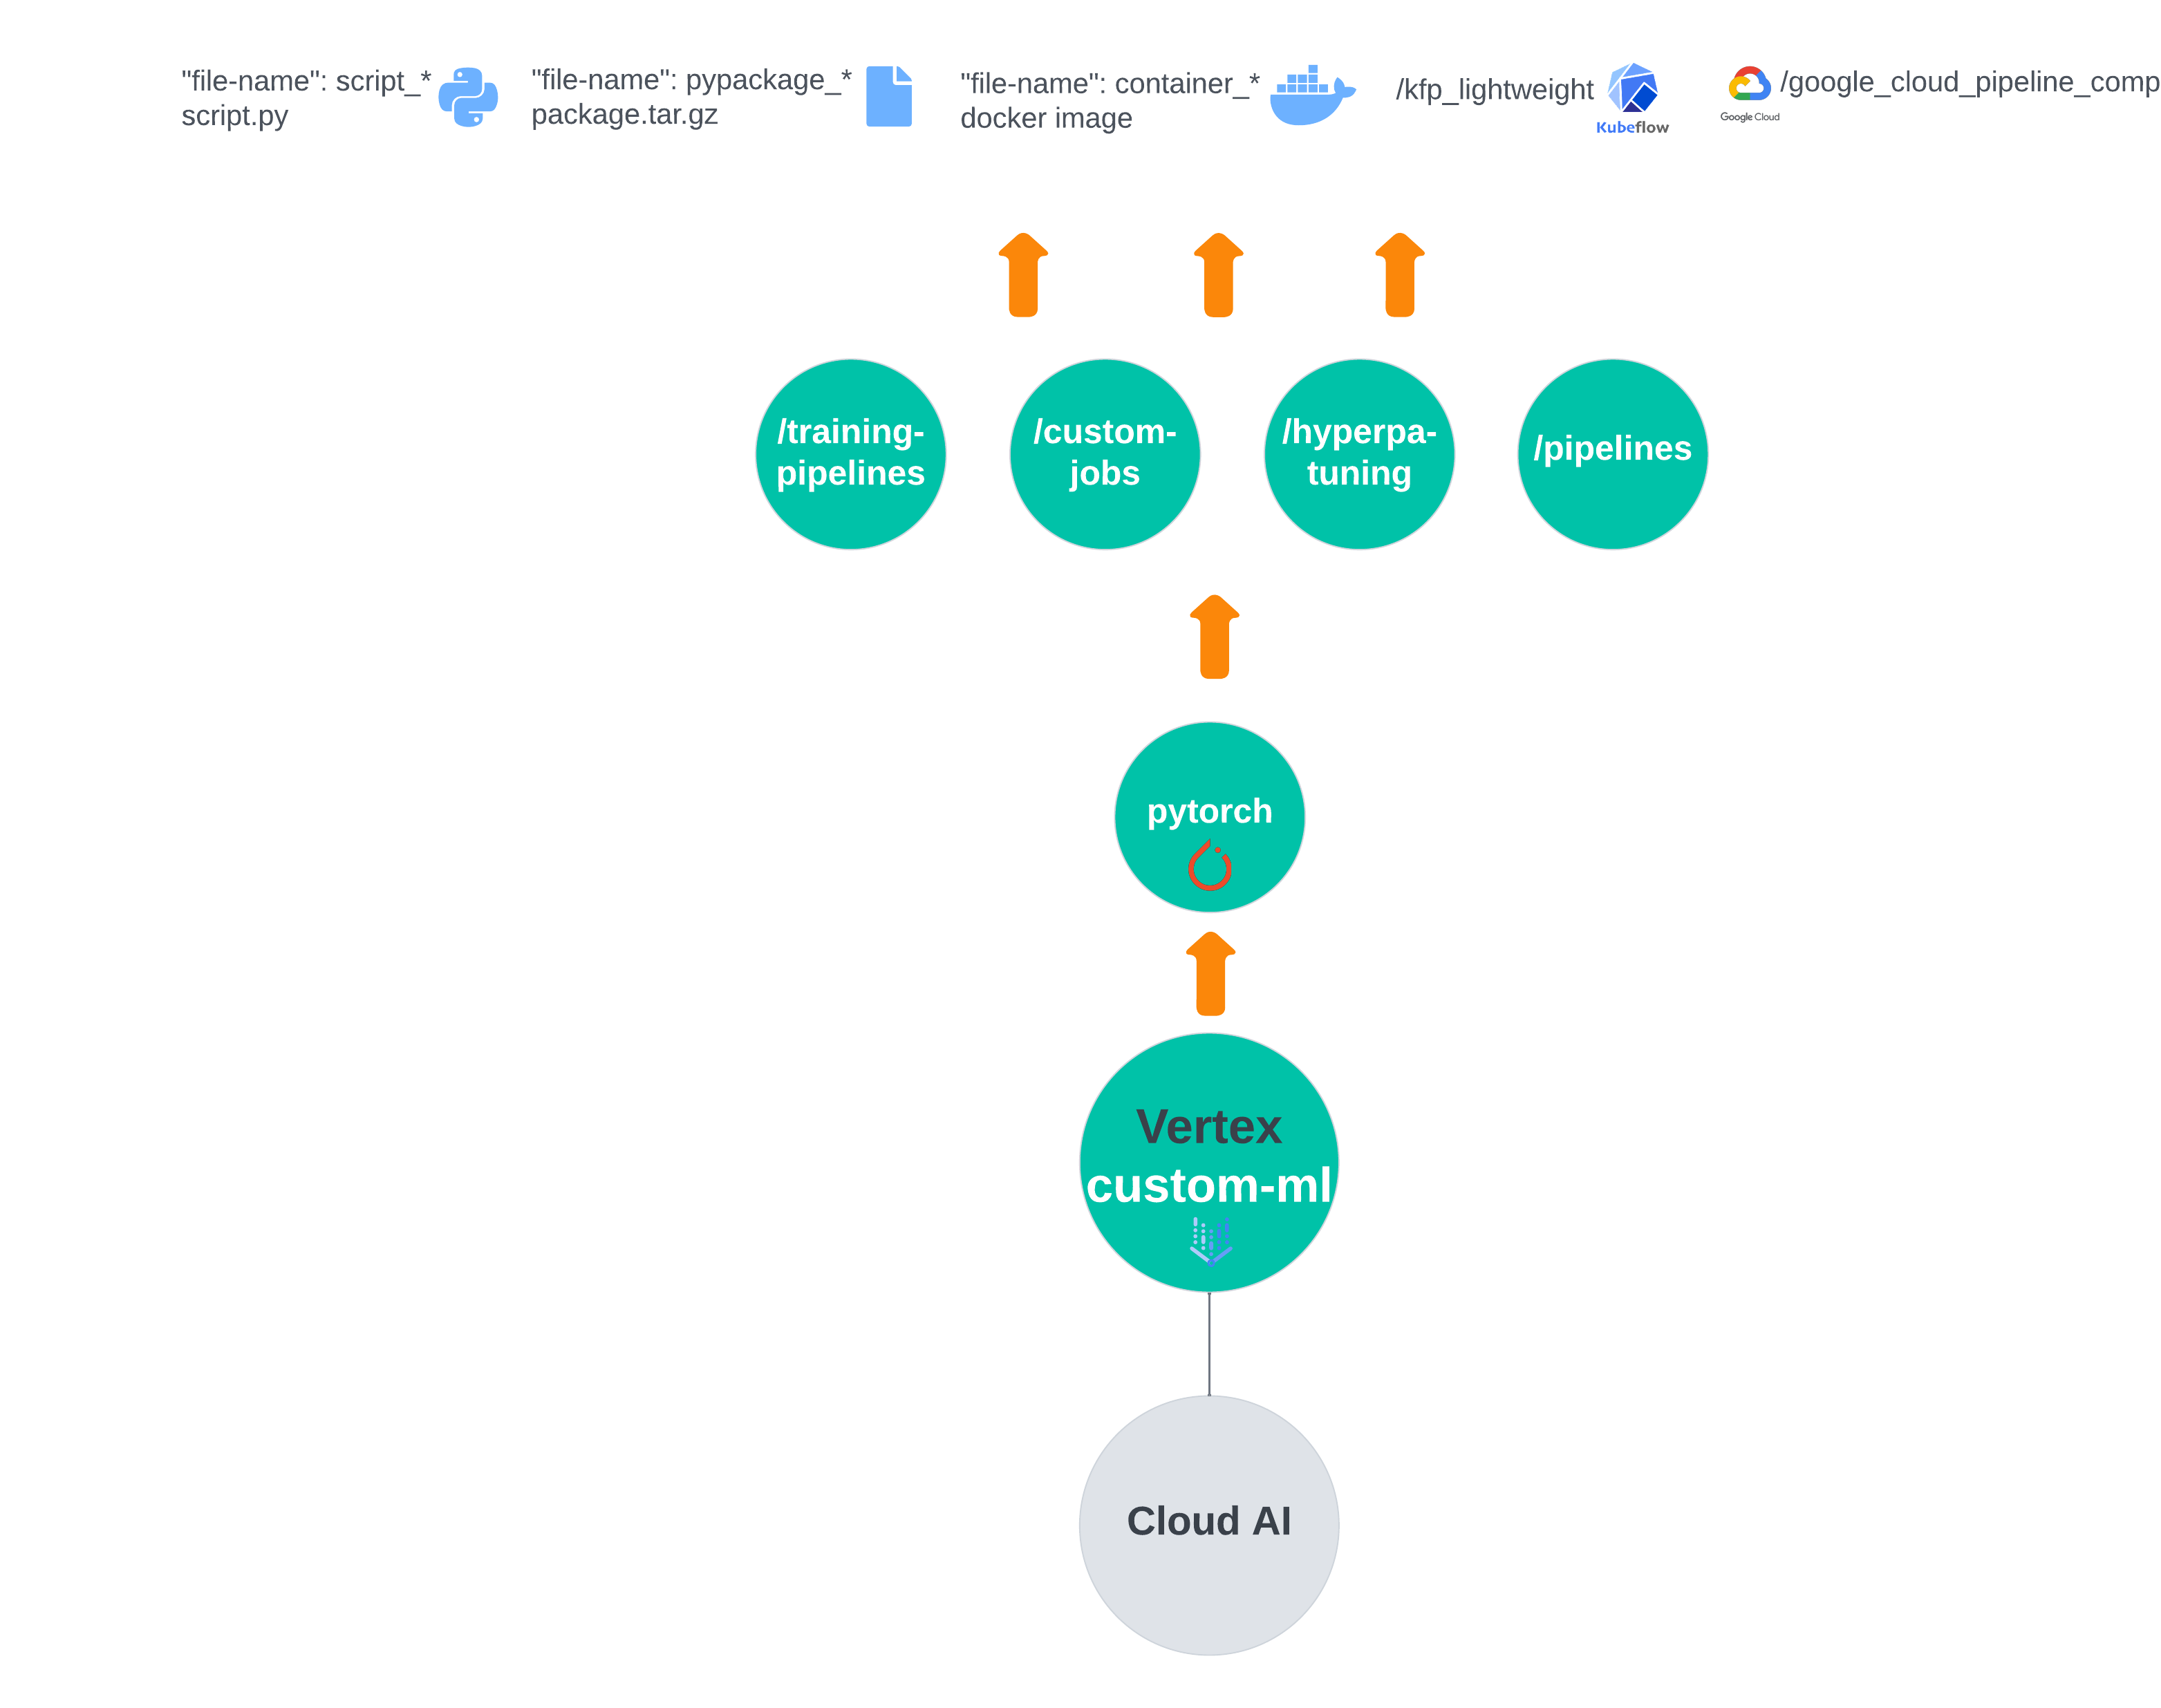 "file-name": script_*
script.py
"file-name": pypackage_*
package.tar.gz
"file-name": container_*
docker image
/kfp_lightweight
Kubeflow
Google Cloud
/google_cloud_pipeline_comp
/training-
pipelines
/custom-
jobs
/hyperpa-
tuning
/pipelines
pytorch
Vertex
custom-ml
Cloud AI